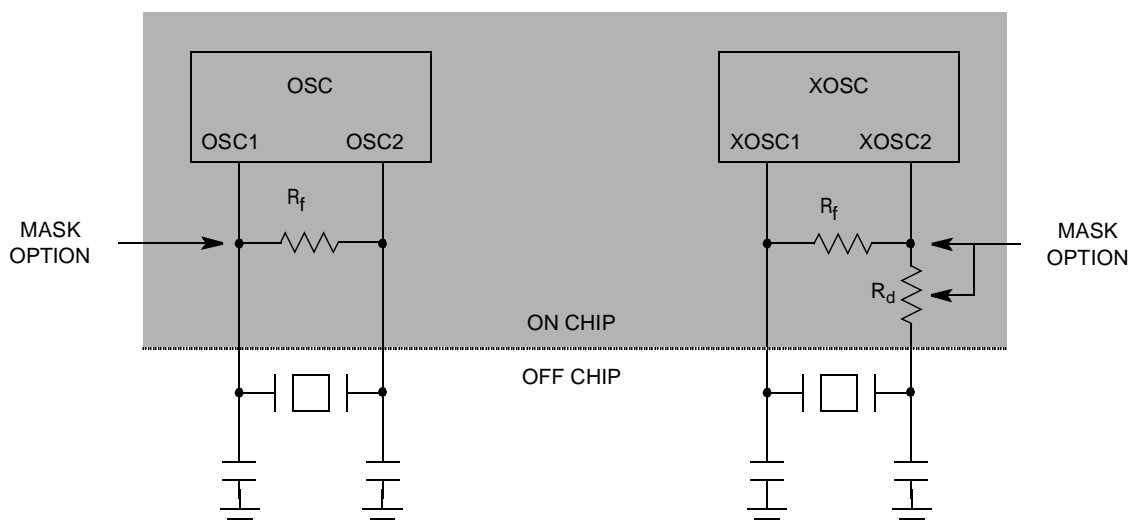 OSC
XOSC
OSC1
OSC2
XOSC1
XOSC2
Rf
Rf
MASK
OPTION
MASK
OPTION
Rd
ON CHIP
OFF CHIP